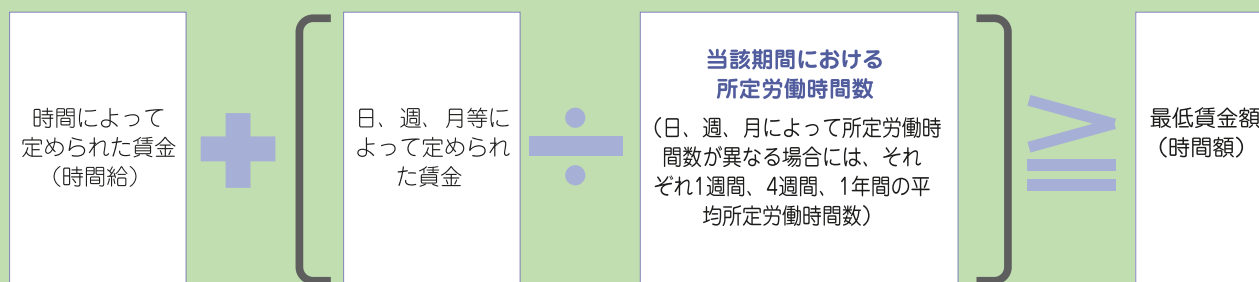 時間によって
定められた賃金
（時間給）
＋
日、週、月等に
よって定められ
た賃金
÷
当該期間における
所定労働時間数
（日、週、月によって所定労働時
間数が異なる場合には、それ
ぞれ1週間、4週間、1年間の平
均所定労働時間数）
≧
最低賃金額
（時間額）